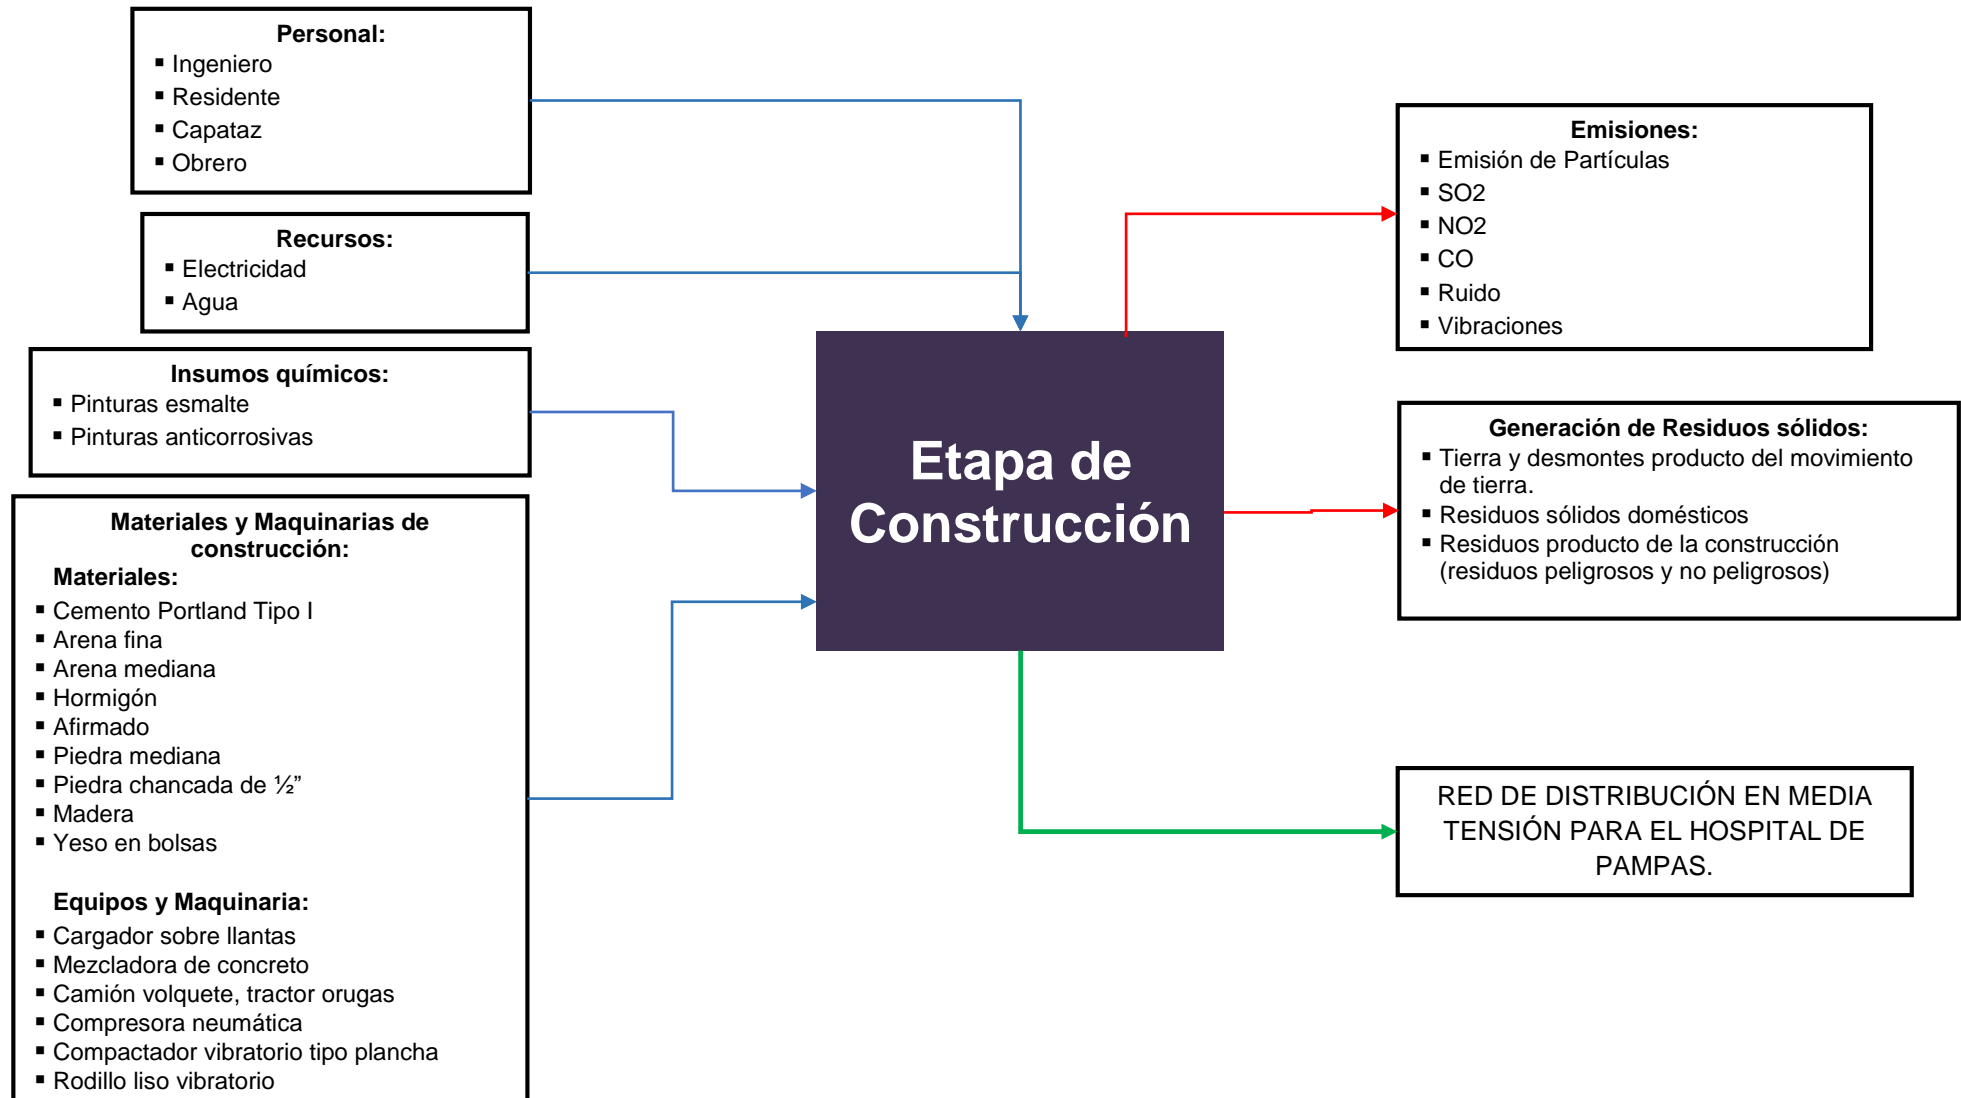 Personal:
▪ Ingeniero
▪ Residente
▪ Capataz
▪ Obrero
Recursos:
▪ Electricidad
▪ Agua
Insumos químicos:
▪ Pinturas esmalte
▪ Pinturas anticorrosivas
Materiales y Maquinarias de
construcción:
Materiales:
▪ Cemento Portland Tipo I
▪ Arena fina
▪ Arena mediana
▪ Hormigón
▪ Afirmado
▪ Piedra mediana
▪ Piedra chancada de ½”
▪ Madera
▪ Yeso en bolsas
Equipos y Maquinaria:
▪ Cargador sobre llantas
▪ Mezcladora de concreto
▪ Camión volquete, tractor orugas
▪ Compresora neumática
▪ Compactador vibratorio tipo plancha
▪ Rodillo liso vibratorio
Etapa de
Construcción
Emisiones:
▪ Emisión de Partículas
▪ SO2
▪ NO2
▪ CO
▪ Ruido
▪ Vibraciones
Generación de Residuos sólidos:
▪ Tierra y desmontes producto del movimiento
de tierra.
▪ Residuos sólidos domésticos
▪ Residuos producto de la construcción
(residuos peligrosos y no peligrosos)
RED DE DISTRIBUCIÓN EN MEDIA
TENSIÓN PARA EL HOSPITAL DE
PAMPAS.